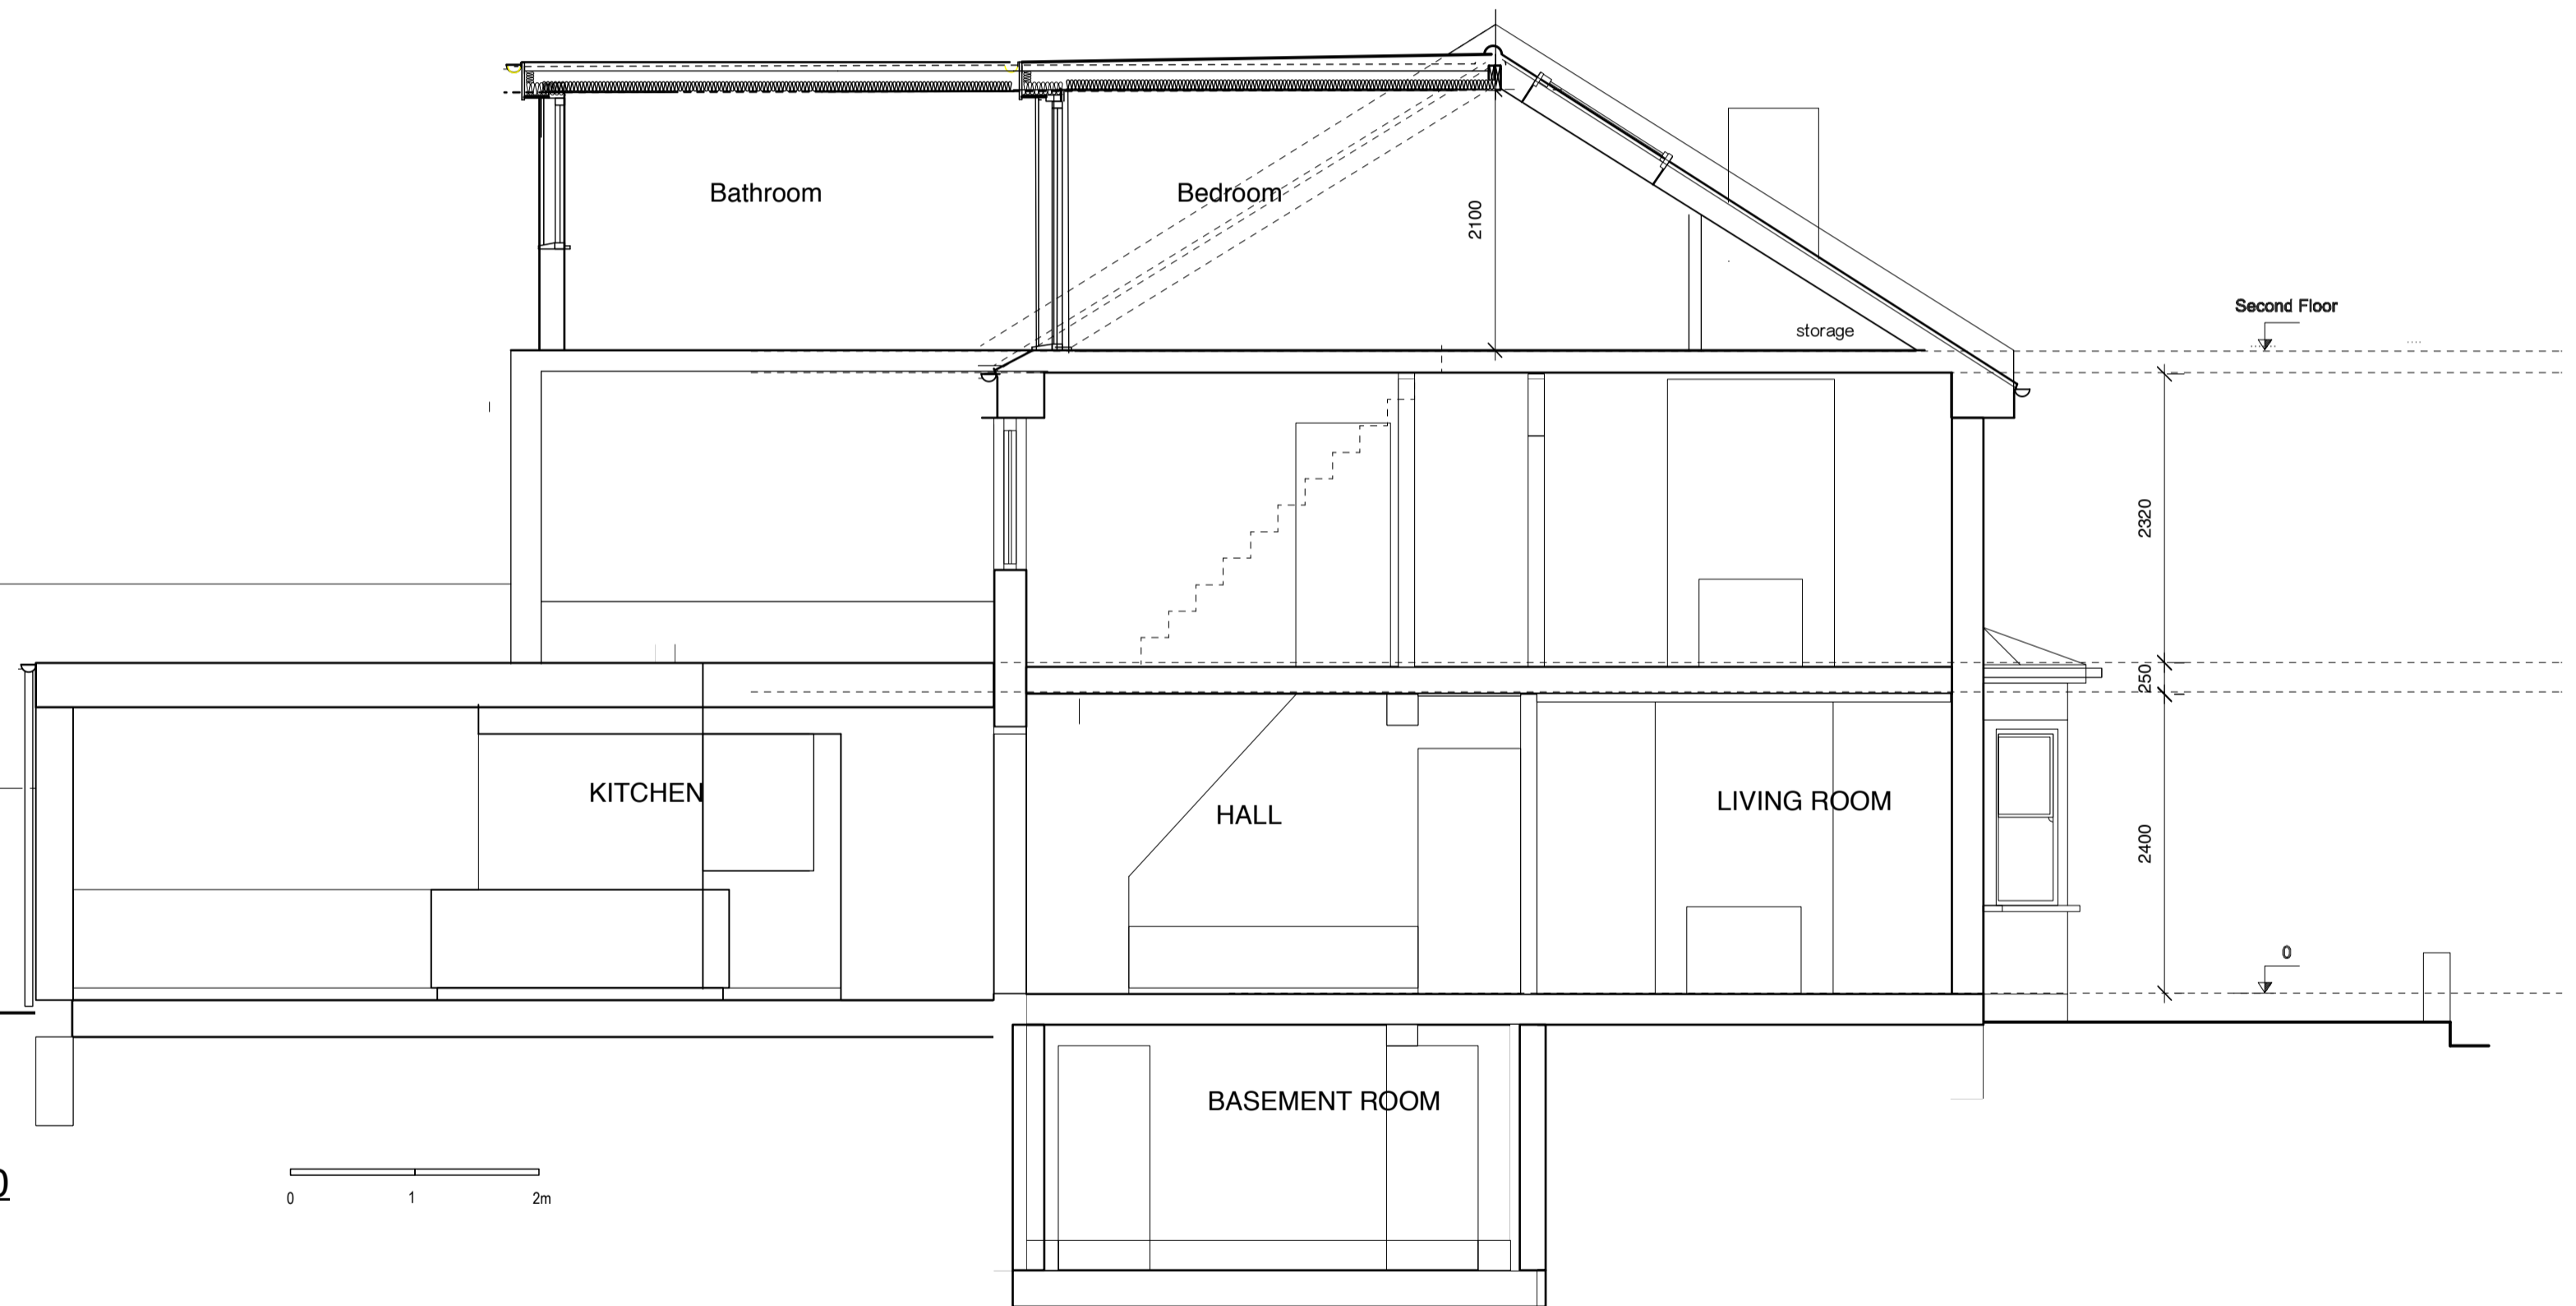 Bathroom
Bedroom
2100
storage
Second Floor
2320
250
KITCHEN
HALL
LIVING ROOM
2400
0
BASEMENT ROOM
0
0 1 2m